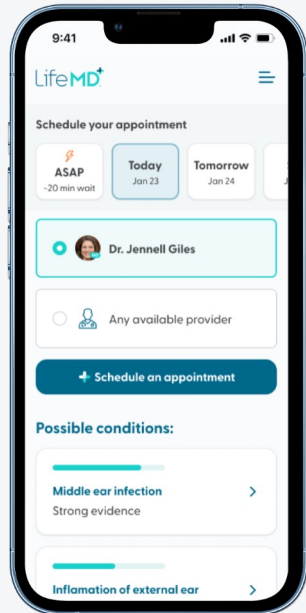 9:41
LifeMD+
Schedule your appointment
ASAP
~20 min wait
Today
Jan 23
Tomorrow
Jan 24
Dr. Jennell Giles
Any available provider
+ Schedule an appointment
Possible conditions:
Middle ear infection
Strong evidence
Inflamation of external ear